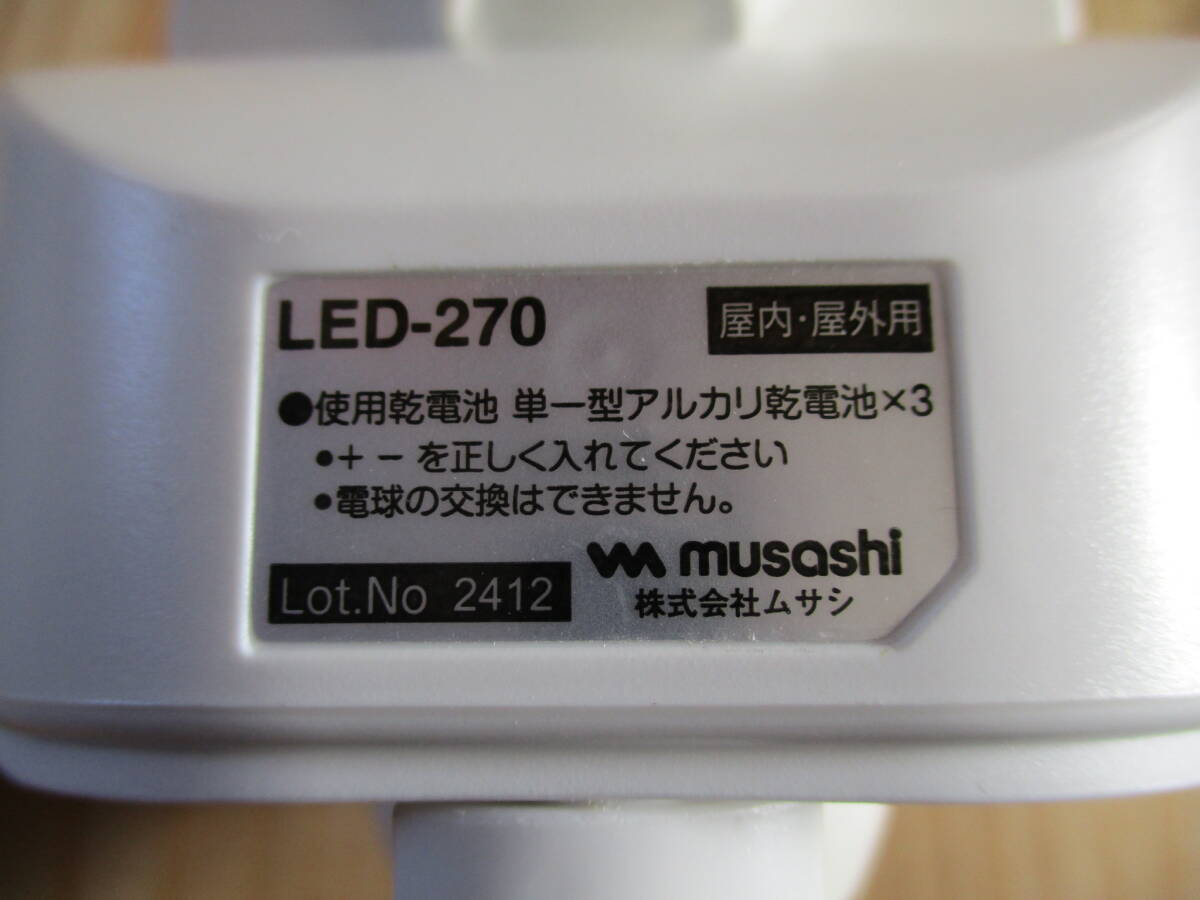 LED-270 屋内・屋外用
●使用乾電池 単一型アルカリ乾電池×3
•+ − を正しく入れてください
•電球の交換はできません。
musashi
Lot.No 2412
株式会社ムサシ